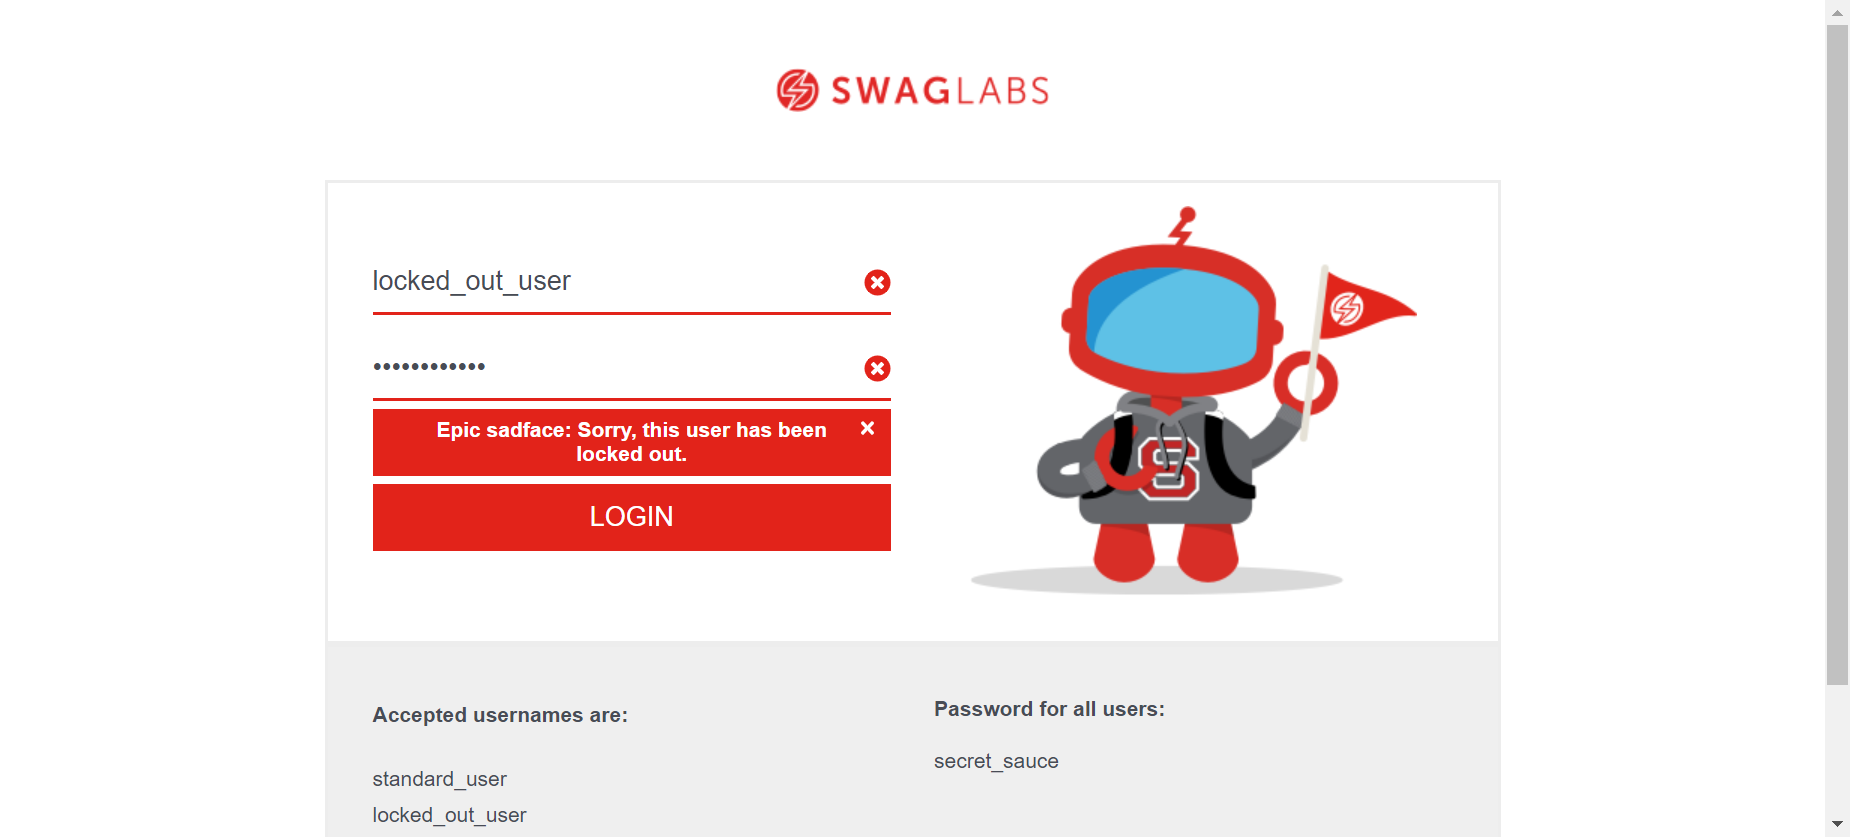 SWAGLABS
locked_out_user
••••••••••••
Epic sadface: Sorry, this user has been
locked out.
LOGIN
S
Accepted usernames are:
standard_user
locked_out_user
Password for all users:
secret_sauce